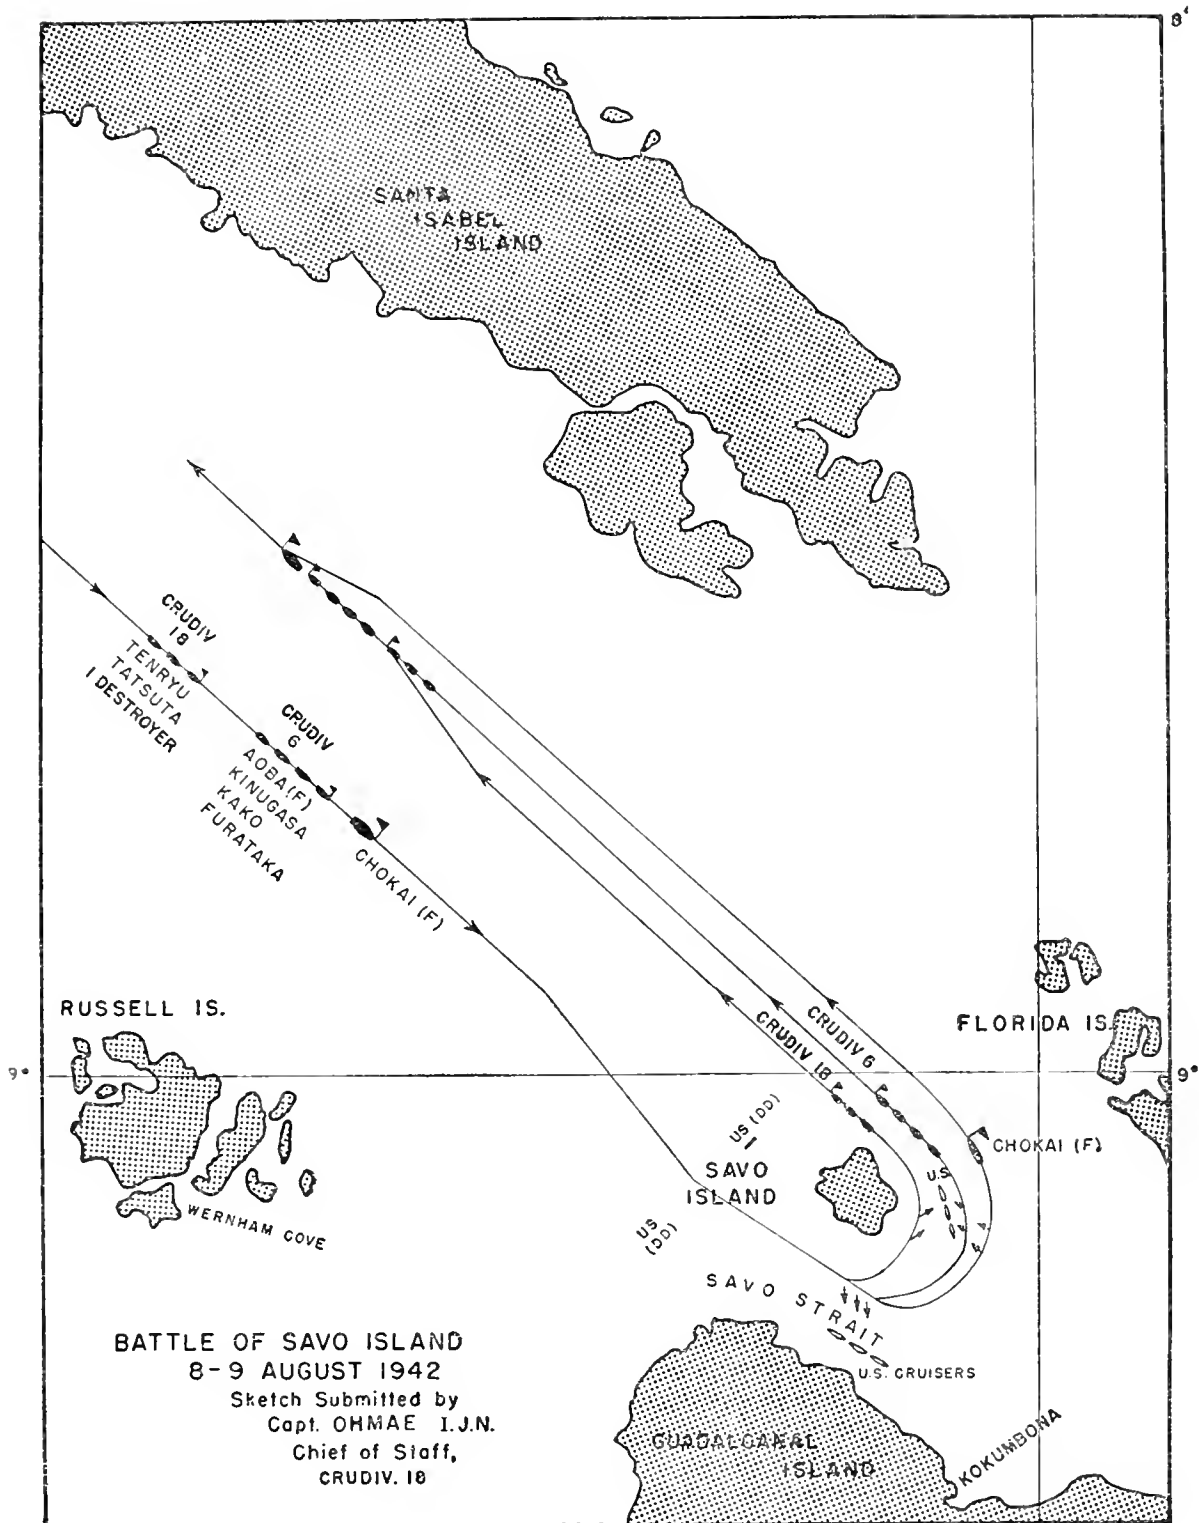 8°
SANTA
ISABEL
ISLAND
CRUDIV
18
TENRYU
TATSUTA
1 DESTROYER
CRUDIV
6
AOBA (F)
KINUGASA
KAKO
FURATAKA
CHOKAI (F)
RUSSELL IS.
FLORIDA IS.
9°
9°
CRUDIV 6
CRUDIV 18
US (DD)
CHOKAI (F)
SAVO
ISLAND
U.S.
WERNHAM COVE
US
(DD)
SAVO STRAIT
U.S. CRUISERS
BATTLE OF SAVO ISLAND
8-9 AUGUST 1942
Sketch Submitted by
Capt. OHMAE I.J.N.
Chief of Staff,
CRUDIV. 18
GUADALCANAL
ISLAND
KOKUMBONA